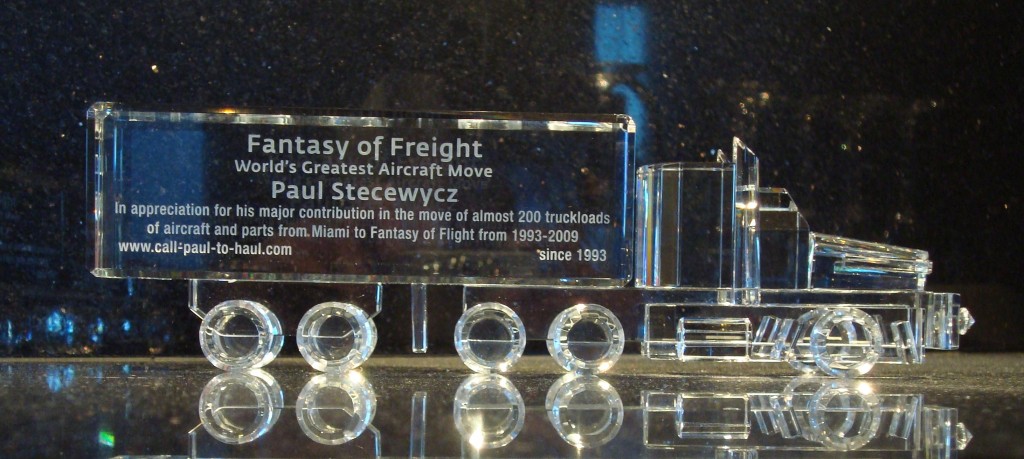 Fantasy of Freight
World's Greatest Aircraft Move
Paul Stecewycz
In appreciation for his major contribution in the move of almost 200 truckloads
of aircraft and parts from Miami to Fantasy of Flight from 1993-2009
www.call-paul-to-haul.com since 1993